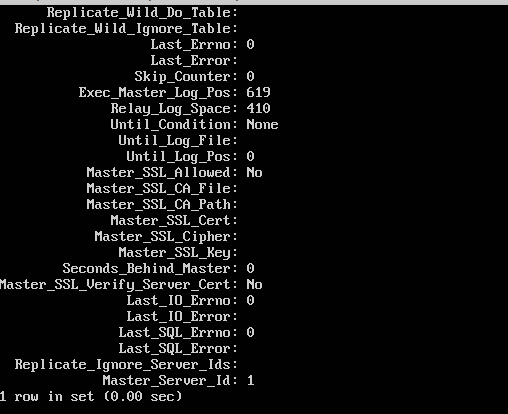 Replicate_Wild_Do_Table:
Replicate_Wild_Ignore_Table:
Last_Errno: 0
Last_Error:
Skip_Counter: 0
Exec_Master_Log_Pos: 619
Relay_Log_Space: 410
Until_Condition: None
Until_Log_File:
Until_Log_Pos: 0
Master_SSL_Allowed: No
Master_SSL_CA_File:
Master_SSL_CA_Path:
Master_SSL_Cert:
Master_SSL_Cipher:
Master_SSL_Key:
Seconds_Behind_Master: 0
Master_SSL_Verify_Server_Cert: No
Last_IO_Errno: 0
Last_IO_Error:
Last_SQL_Errno: 0
Last_SQL_Error:
Replicate_Ignore_Server_Ids:
Master_Server_Id: 1
1 row in set (0.00 sec)